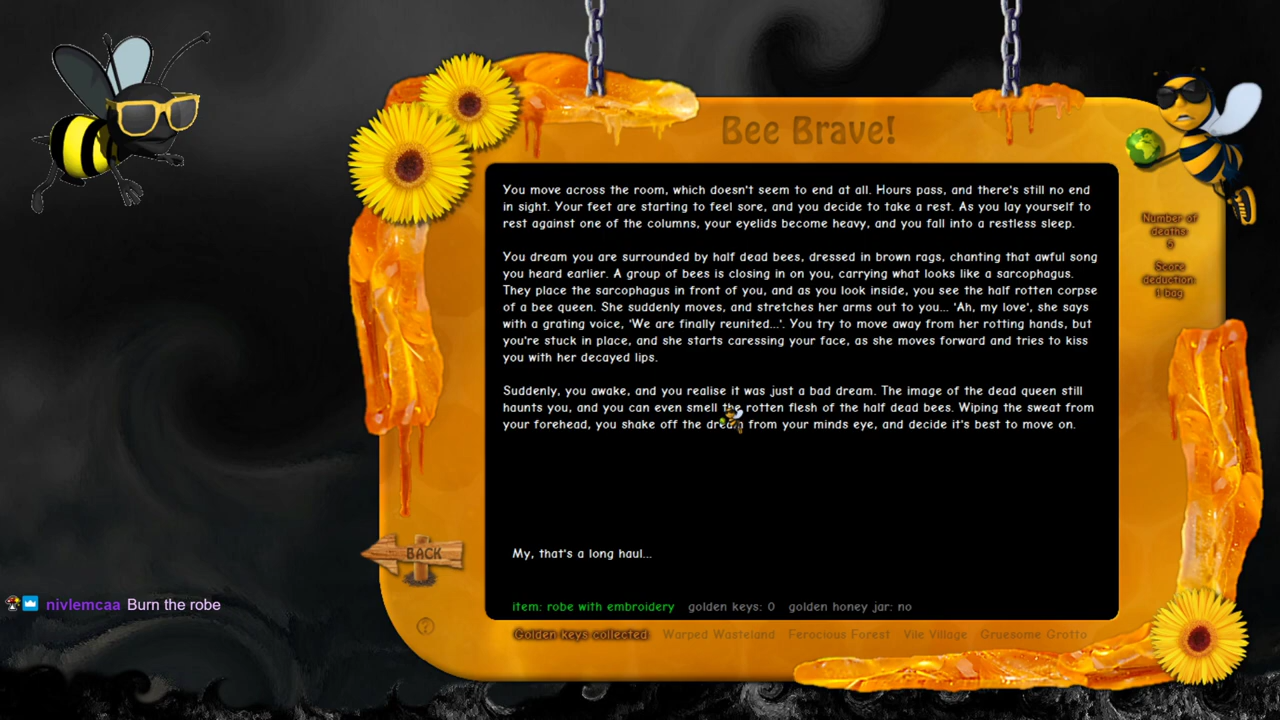 Bee Brave!
You move across the room, which doesn't seem to end at all. Hours pass, and there's still no end
in sight. Your feet are starting to feel sore, and you decide to take a rest. As you lay yourself to
rest against one of the columns, your eyelids become heavy, and you fall into a restless sleep.
You dream you are surrounded by half dead bees, dressed in brown rags, chanting that awful song
you heard earlier. A group of bees is closing in on you, carrying what looks like a sarcophagus.
They place the sarcophagus in front of you, and as you look inside, you see the half rotten corpse
of a bee queen. She suddenly moves, and stretches her arms out to you... 'Ah, my love', she says
with a grating voice, 'We are finally reunited...'. You try to move away from her rotting hands, but
you're stuck in place, and she starts caressing your face, as she moves forward and tries to kiss
you with her decayed lips.
Suddenly, you awake, and you realise it was just a bad dream. The image of the dead queen still
haunts you, and you can even smell the rotten flesh of the half dead bees. Wiping the sweat from
your forehead, you shake off the dream from your minds eye, and decide it's best to move on.
My, that's a long haul...
item: robe with embroidery golden keys: 0 golden honey jar: no
Golden keys collected Warped Wasteland Ferocious Forest Vile Village Gruesome Grotto
Number of
deaths:
Score
deduction:
1 bag
BACK
?
nivlemcaa Burn the robe